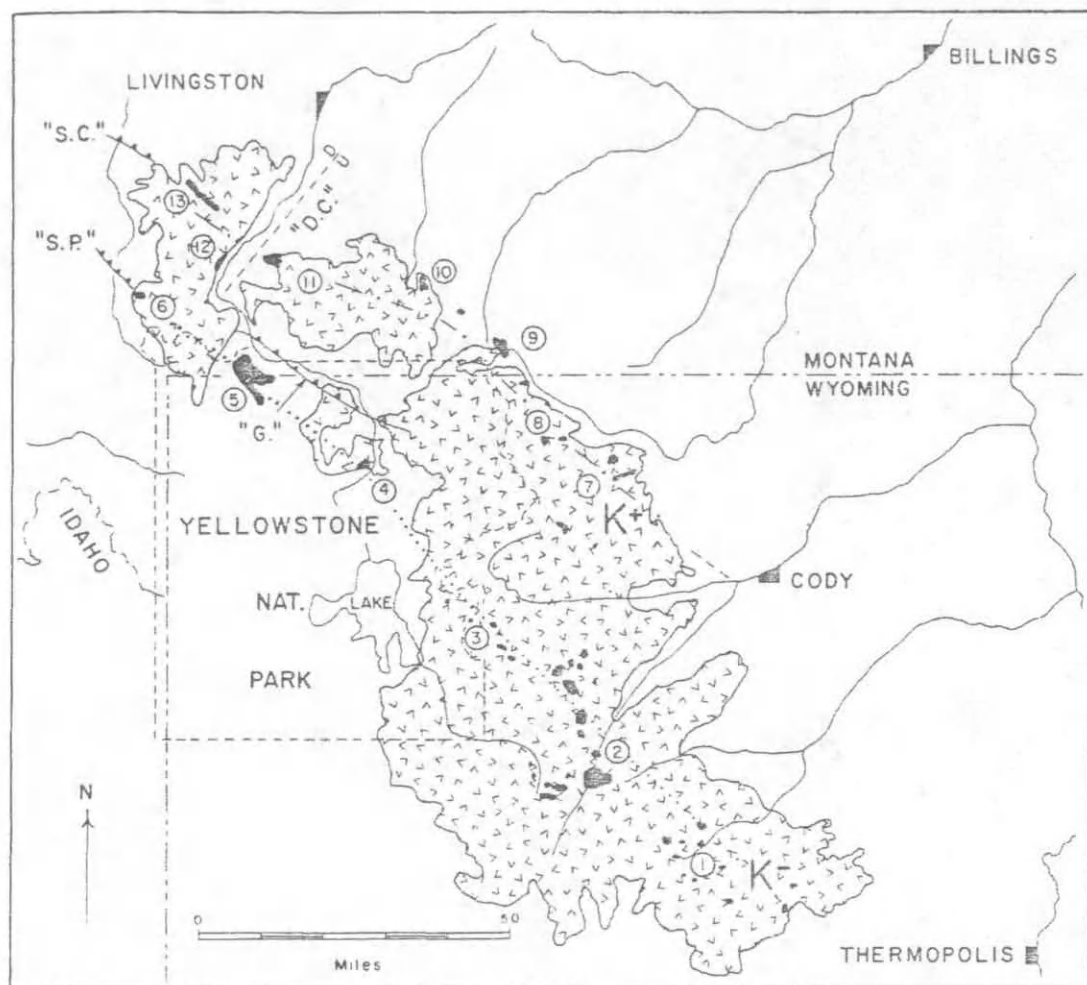 BILLINGS
LIVINGSTON
"S.C."
13
"D.C."
"S.P."
12
11
10
6
9
MONTANA
WYOMING
5
8
"G."
7
4
K+
YELLOWSTONE
IDAHO
CODY
NAT.
LAKE
3
PARK
2
N
1
K-
0
50
Miles
THERMOPOLIS